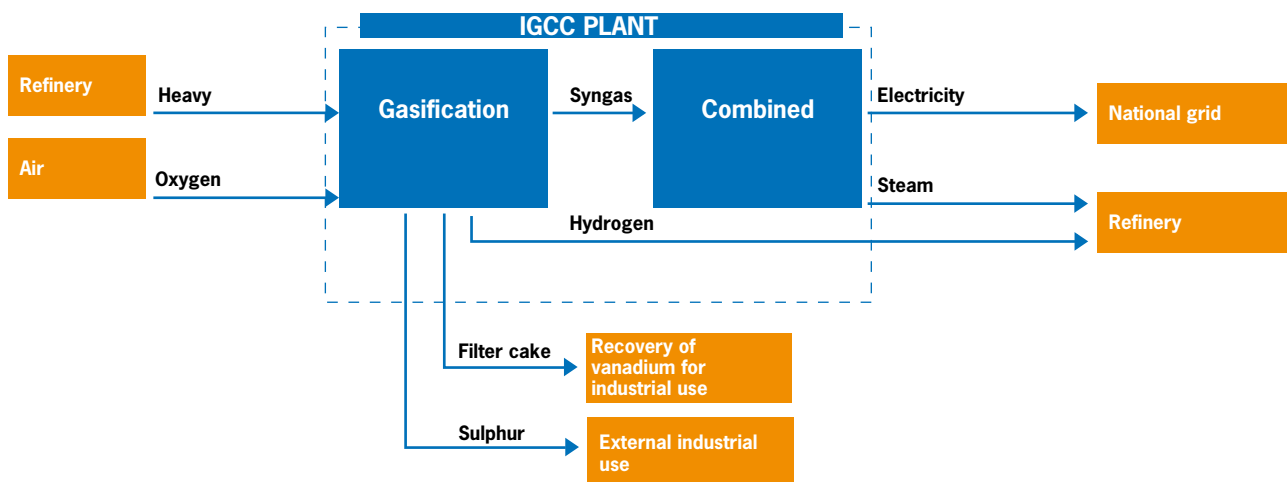 IGCC PLANT
Refinery
Heavy
Gasification
Syngas
Combined
Electricity
National grid
Air
Oxygen
Steam
Hydrogen
Refinery
Filter cake
Recovery of
vanadium for
industrial use
Sulphur
External industrial
use